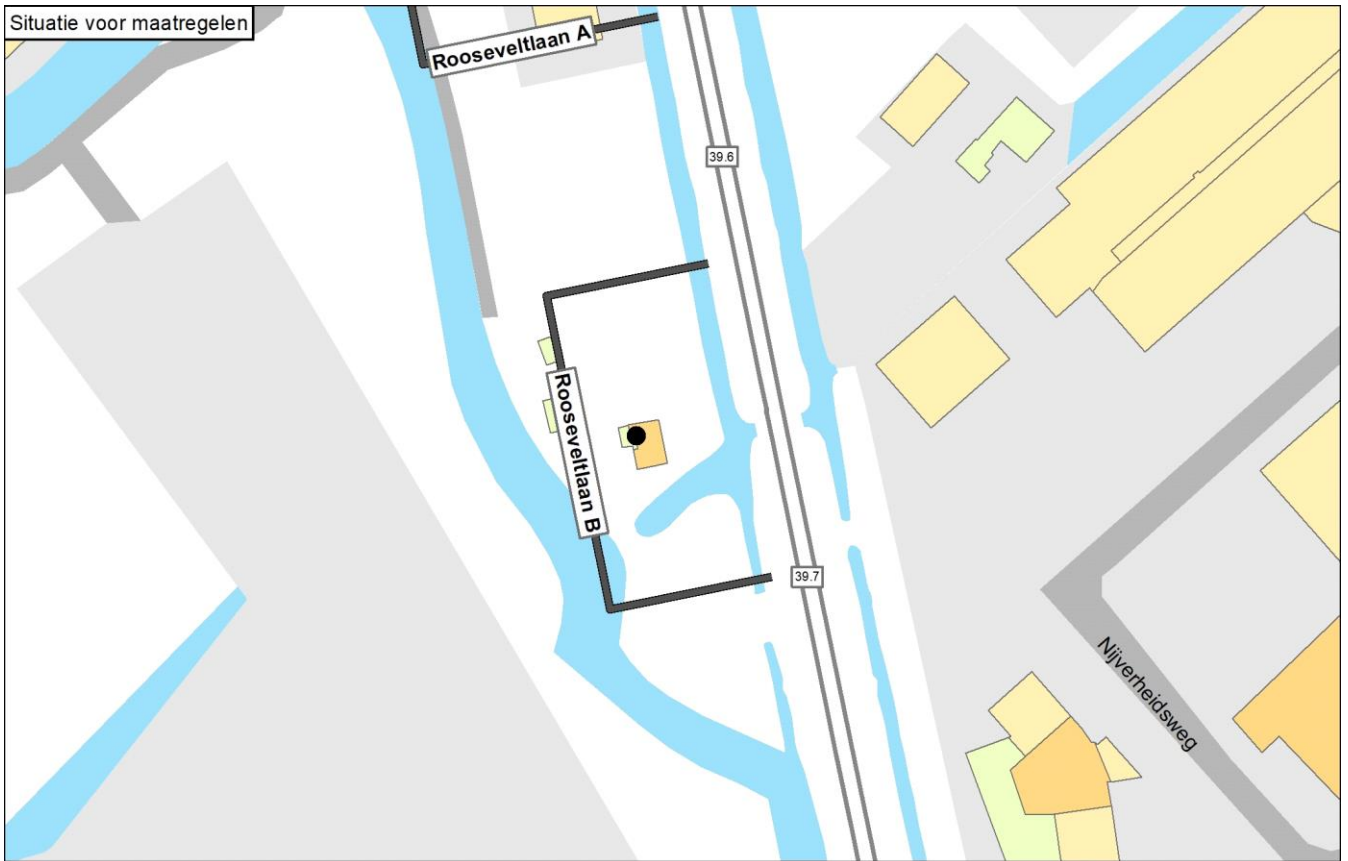 Situatie voor maatregelen
Rooseveltlaan A
39.6
Rooseveltlaan B
39.7
Nijverheidsweg